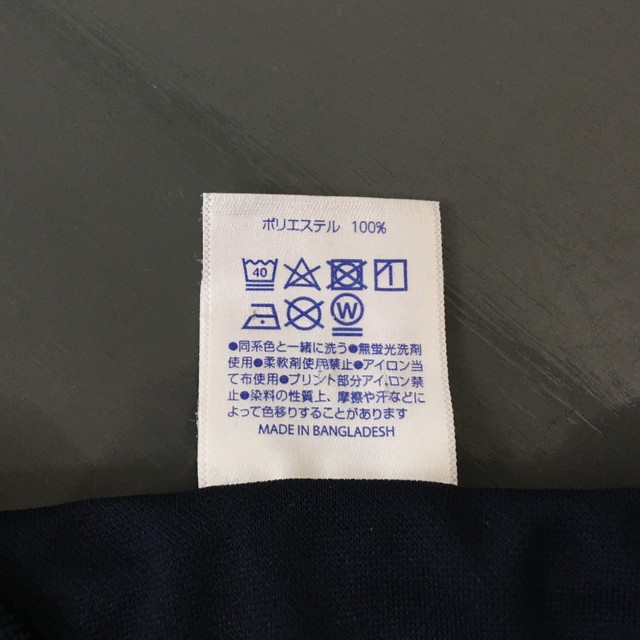 ポリエステル 100%
40
W
●同系色と一緒に洗う●無蛍光洗剤
使用●柔軟剤使用禁止●アイロン当
て布使用●プリント部分アイロン禁
止●染料の性質上、摩擦や汗などに
よって色移りすることがあります
MADE IN BANGLADESH